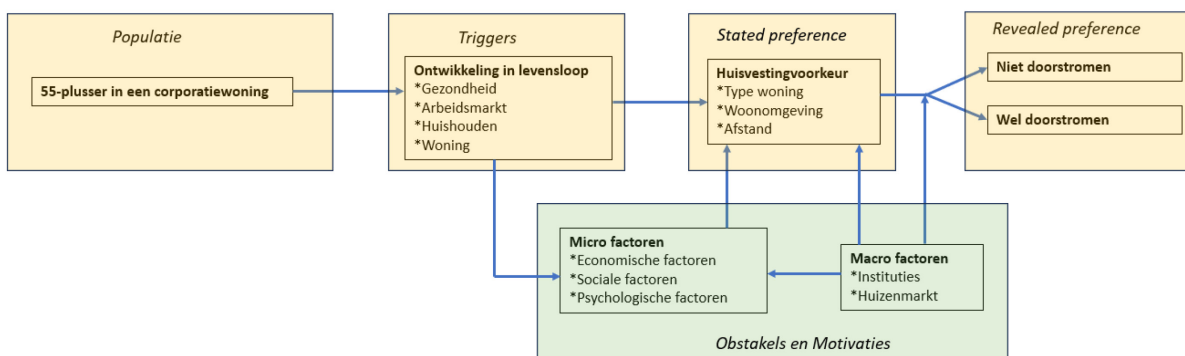 Populatie
55-plusser in een corporatiewoning
Triggers
Ontwikkeling in levensloop
*Gezondheid
*Arbeidsmarkt
*Huishouden
*Woning
Stated preference
Huisvestingvoorkeur
*Type woning
*Woonomgeving
*Afstand
Revealed preference
Niet doorstromen
Wel doorstromen
Micro factoren
*Economische factoren
*Sociale factoren
*Psychologische factoren
Macro factoren
*Instituties
*Huizenmarkt
Obstakels en Motivaties